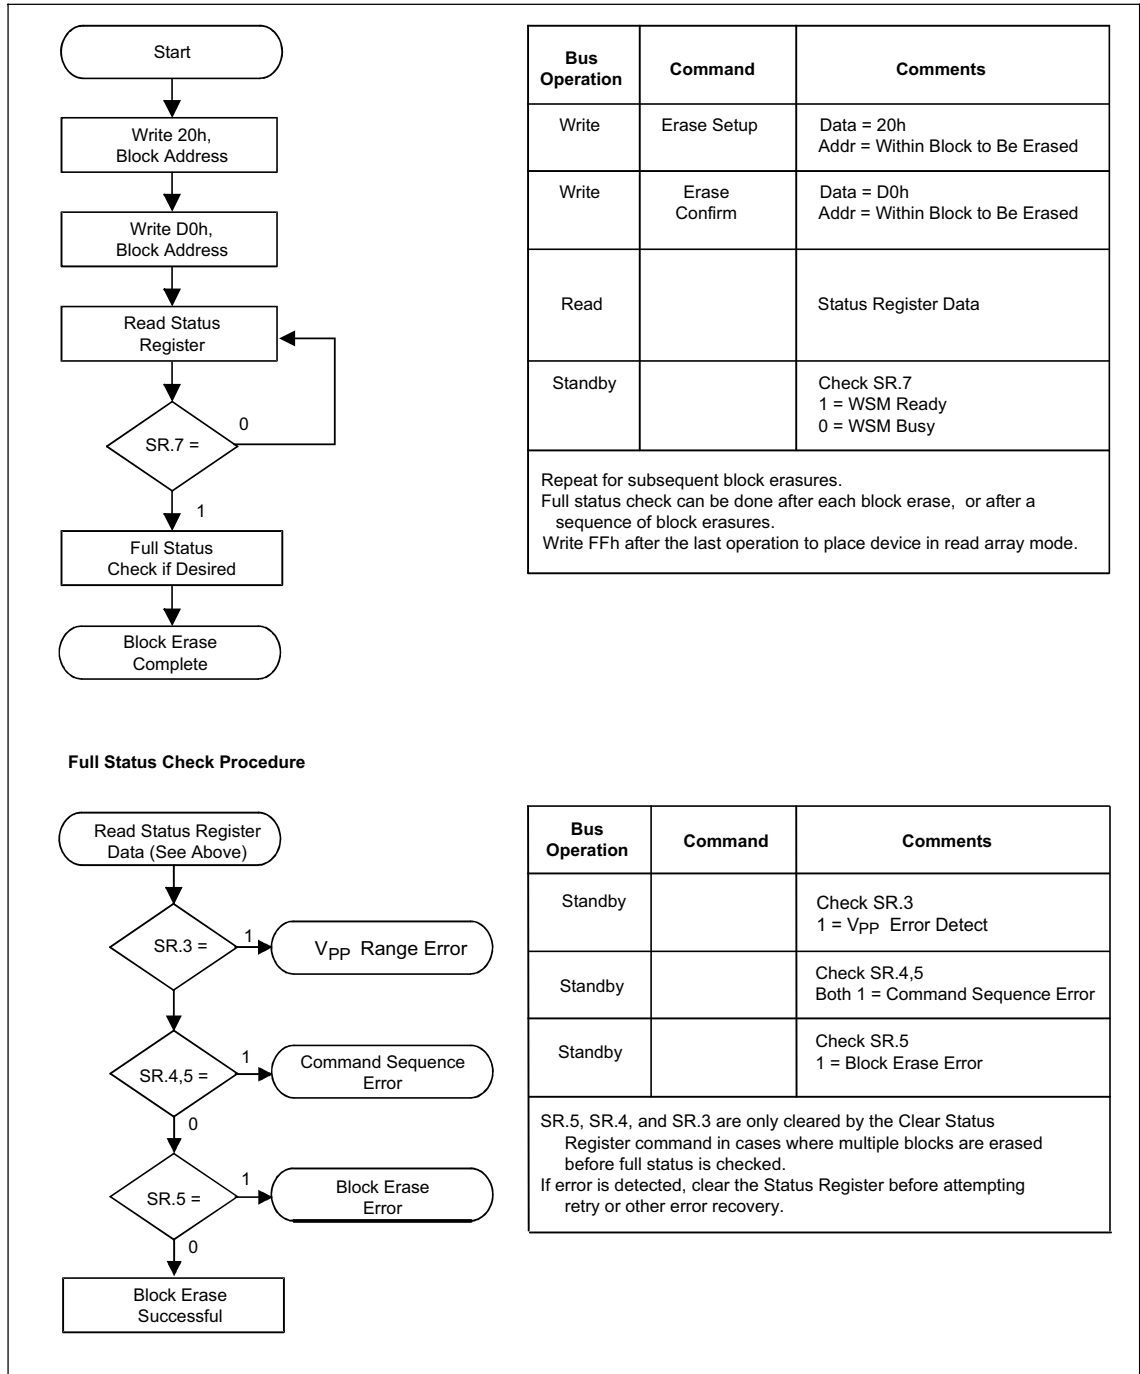 Start
Write 20h,
Block Address
Write D0h,
Block Address
Read Status
Register
0
SR.7 =
1
Full Status
Check if Desired
Block Erase
Complete
Bus
Operation
Command
Comments
Write
Erase Setup
Data = 20h
Addr = Within Block to Be Erased
Write
Erase
Confirm
Data = D0h
Addr = Within Block to Be Erased
Read
Status Register Data
Standby
Check SR.7
1 = WSM Ready
0 = WSM Busy
Repeat for subsequent block erasures.
Full status check can be done after each block erase, or after a
sequence of block erasures.
Write FFh after the last operation to place device in read array mode.
Full Status Check Procedure
Read Status Register
Data (See Above)
SR.3 =
1
VPP Range Error
SR.4,5 =
1
Command Sequence
Error
0
SR.5 =
1
Block Erase
Error
0
Block Erase
Successful
Bus
Operation
Command
Comments
Standby
Check SR.3
1 = VPP Error Detect
Standby
Check SR.4,5
Both 1 = Command Sequence Error
Standby
Check SR.5
1 = Block Erase Error
SR.5, SR.4, and SR.3 are only cleared by the Clear Status
Register command in cases where multiple blocks are erased
before full status is checked.
If error is detected, clear the Status Register before attempting
retry or other error recovery.